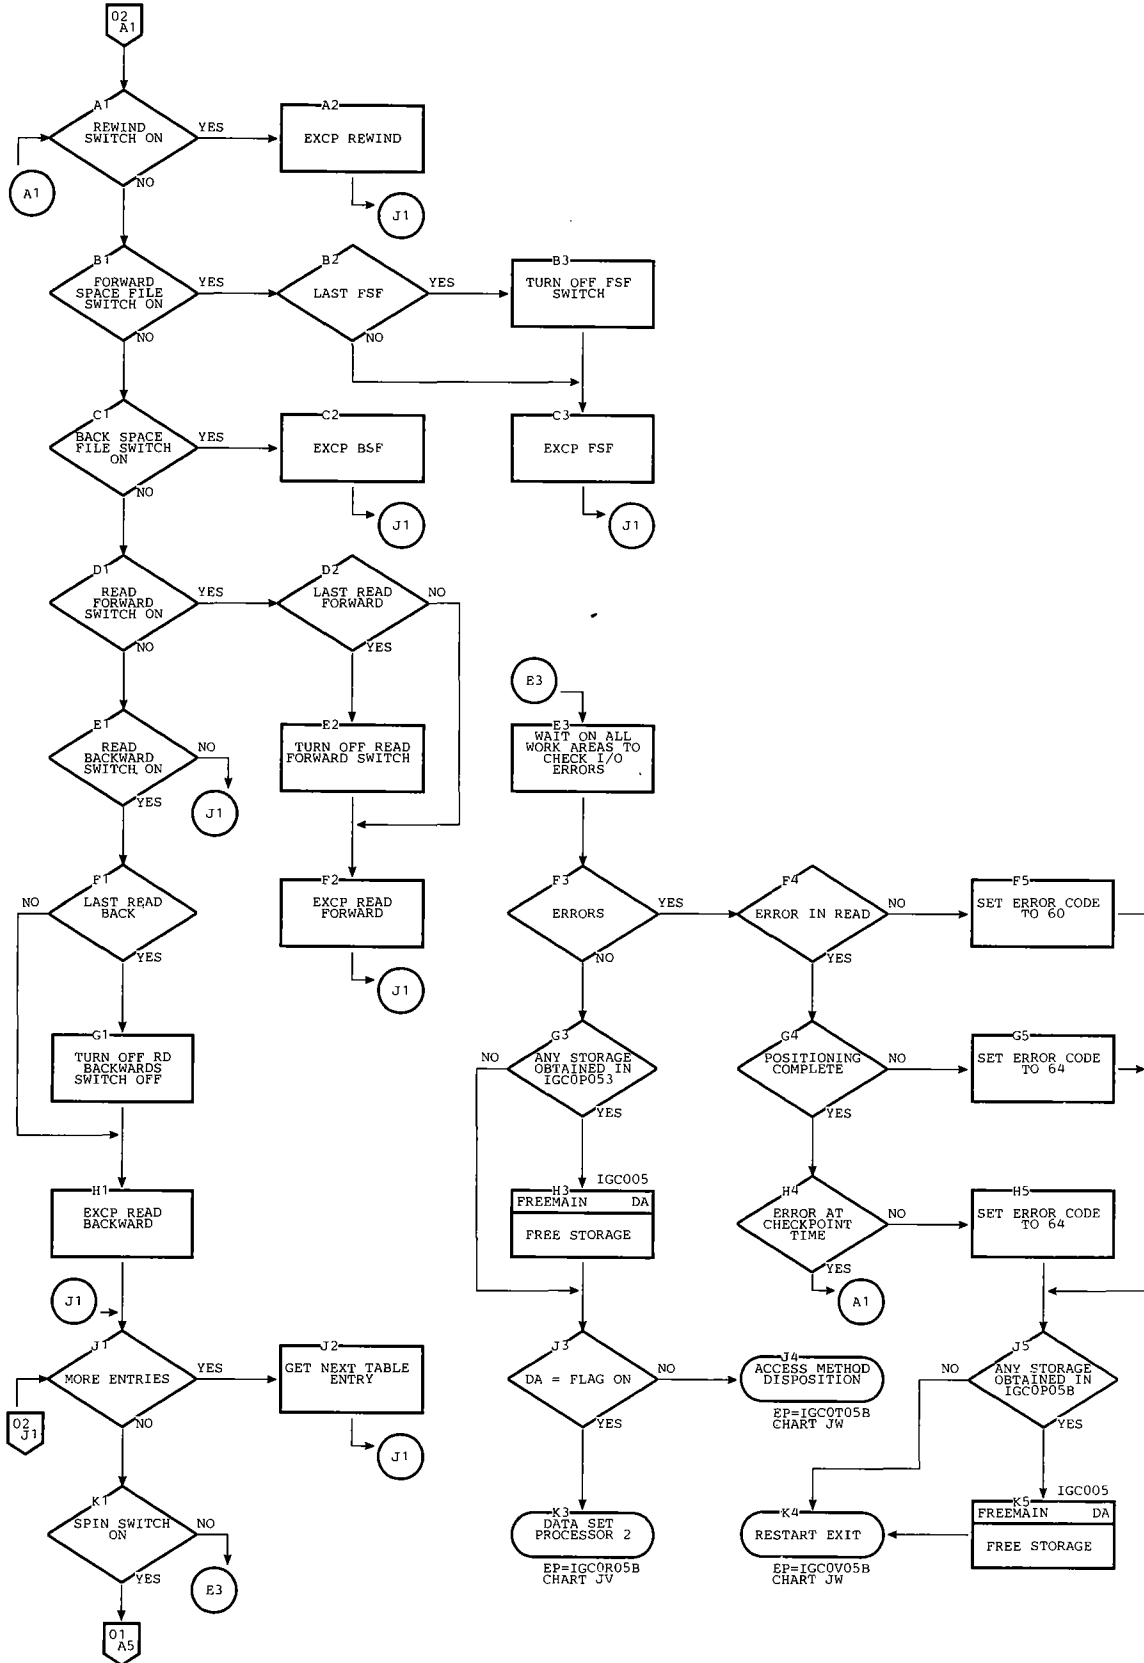 02
A1
A1
REWIND
SWITCH ON
YES
NO
A1
A2
EXCP REWIND
J1
B1
FORWARD
SPACE FILE
SWITCH ON
YES
NO
B2
LAST FSF
YES
NO
B3
TURN OFF FSF
SWITCH
C1
BACK SPACE
FILE SWITCH
ON
YES
NO
C2
EXCP BSF
J1
C3
EXCP FSF
J1
D1
READ
FORWARD
SWITCH ON
YES
NO
D2
LAST READ
FORWARD
NO
YES
E1
READ
BACKWARD
SWITCH ON
NO
J1
YES
E2
TURN OFF READ
FORWARD SWITCH
E3
E3
WAIT ON ALL
WORK AREAS TO
CHECK I/O
ERRORS
F1
LAST READ
BACK
NO
YES
F2
EXCP READ
FORWARD
J1
F3
ERRORS
YES
NO
F4
ERROR IN READ
NO
YES
F5
SET ERROR CODE
TO 60
G1
TURN OFF RD
BACKWARDS
SWITCH OFF
G3
ANY STORAGE
OBTAINED IN
IGC0P053
NO
YES
G4
POSITIONING
COMPLETE
NO
YES
G5
SET ERROR CODE
TO 64
H1
EXCP READ
BACKWARD
IGC005
H3
FREEMAIN DA
FREE STORAGE
H4
ERROR AT
CHECKPOINT
TIME
NO
YES
A1
H5
SET ERROR CODE
TO 64
J1
J1
MORE ENTRIES
YES
NO
02
J1
J2
GET NEXT TABLE
ENTRY
J1
J3
DA = FLAG ON
NO
YES
J4
ACCESS METHOD
DISPOSITION
EP=IGC0T05B
CHART JW
J5
ANY STORAGE
OBTAINED IN
IGC0P05B
NO
YES
K1
SPIN SWITCH
ON
NO
E3
YES
01
A5
K3
DATA SET
PROCESSOR 2
EP=IGC0R05B
CHART JV
K4
RESTART EXIT
EP=IGC0V05B
CHART JW
IGC005
K5
FREEMAIN DA
FREE STORAGE